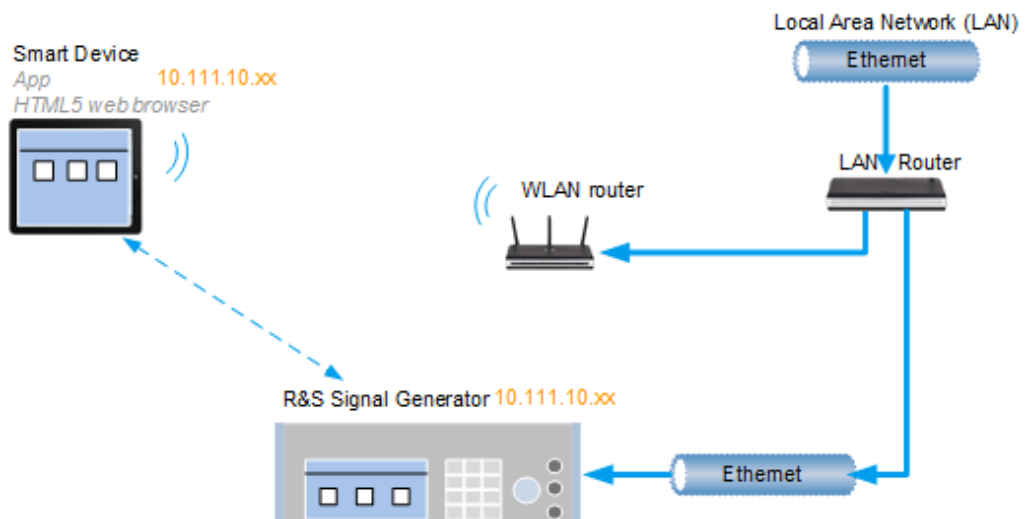 Local Area Network (LAN)
Ethernet
Smart Device
App
10.111.10.xx
HTML5 web browser
LAN Router
WLAN router
R&S Signal Generator 10.111.10.xx
Ethernet